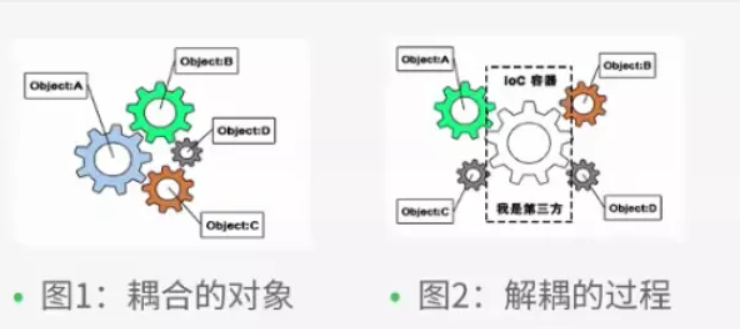 Object:B
Object:A
Object:D
Object:C
Object:A
Object:B
IoC 容器
Object:C
我是第三方
Object:D
• 图1：耦合的对象
• 图2：解耦的过程